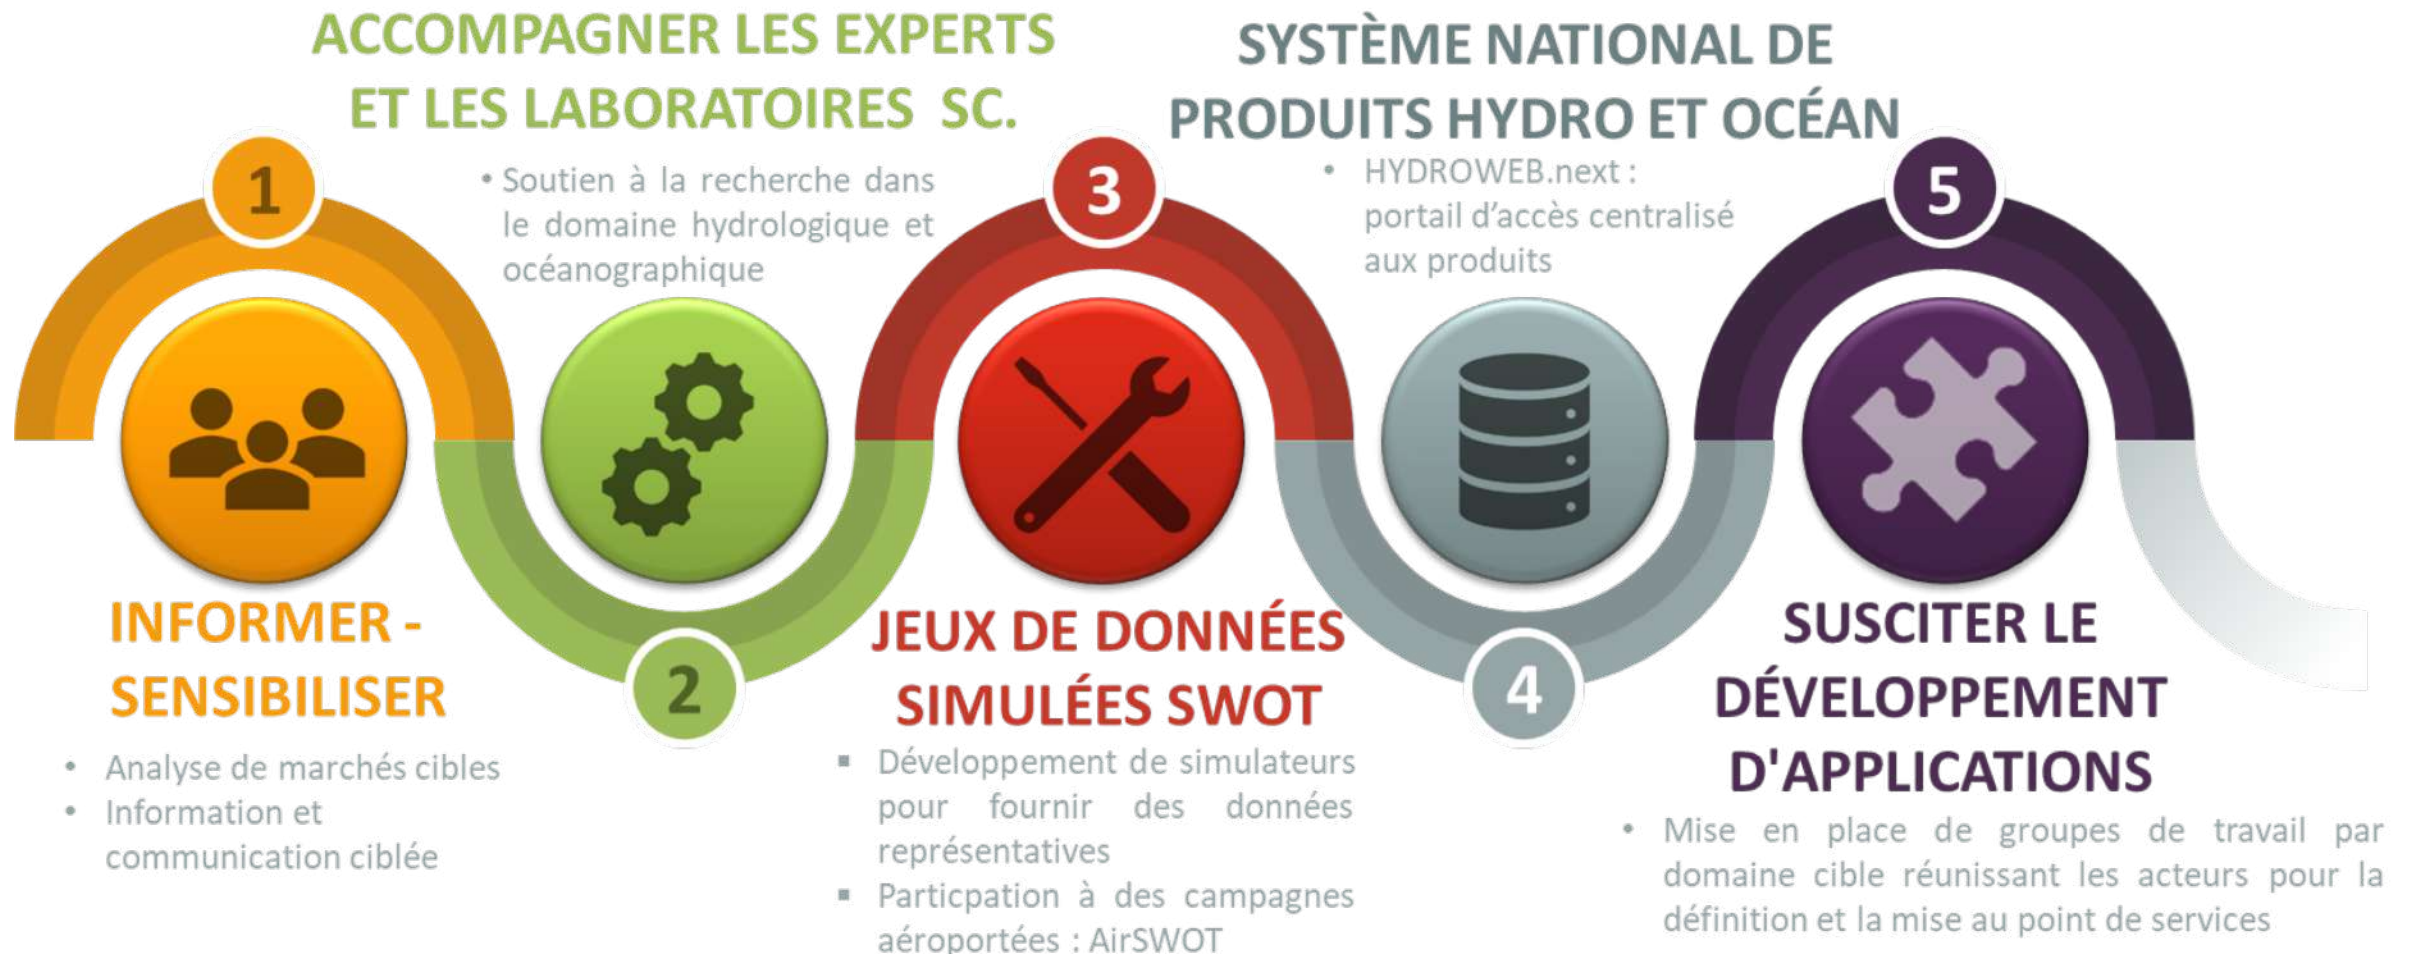 1
INFORMER -
SENSIBILISER
• Analyse de marchés cibles
• Information et
communication ciblée
ACCOMPAGNER LES EXPERTS
ET LES LABORATOIRES SC.
• Soutien à la recherche dans
le domaine hydrologique et
océanographique
2
3
JEUX DE DONNÉES
SIMULÉES SWOT
▪ Développement de simulateurs
pour fournir des données
représentatives
▪ Particpation à des campagnes
aéroportées : AirSWOT
SYSTÈME NATIONAL DE
PRODUITS HYDRO ET OCÉAN
• HYDROWEB.next :
portail d’accès centralisé
aux produits
4
5
SUSCITER LE
DÉVELOPPEMENT
D'APPLICATIONS
• Mise en place de groupes de travail par
domaine cible réunissant les acteurs pour la
définition et la mise au point de services